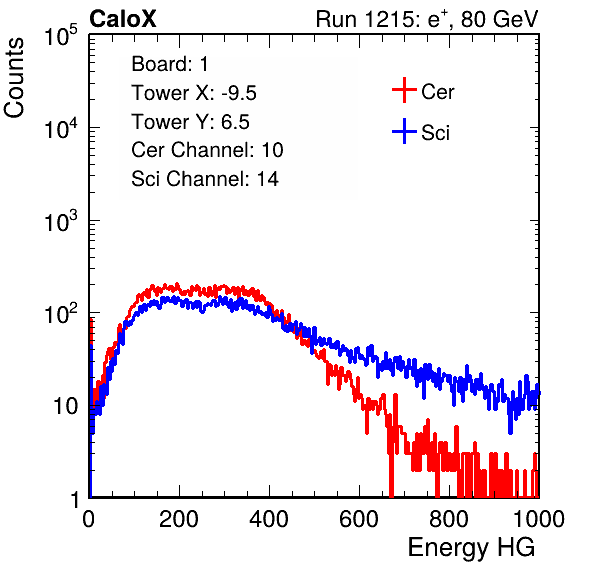 CaloX Run 1215: e⁺, 80 GeV
Counts
Board: 1
Tower X: -9.5
Tower Y: 6.5
Cer Channel: 10
Sci Channel: 14
Cer
Sci
10⁵
10⁴
10³
10²
10
1
0 200 400 600 800 1000
Energy HG